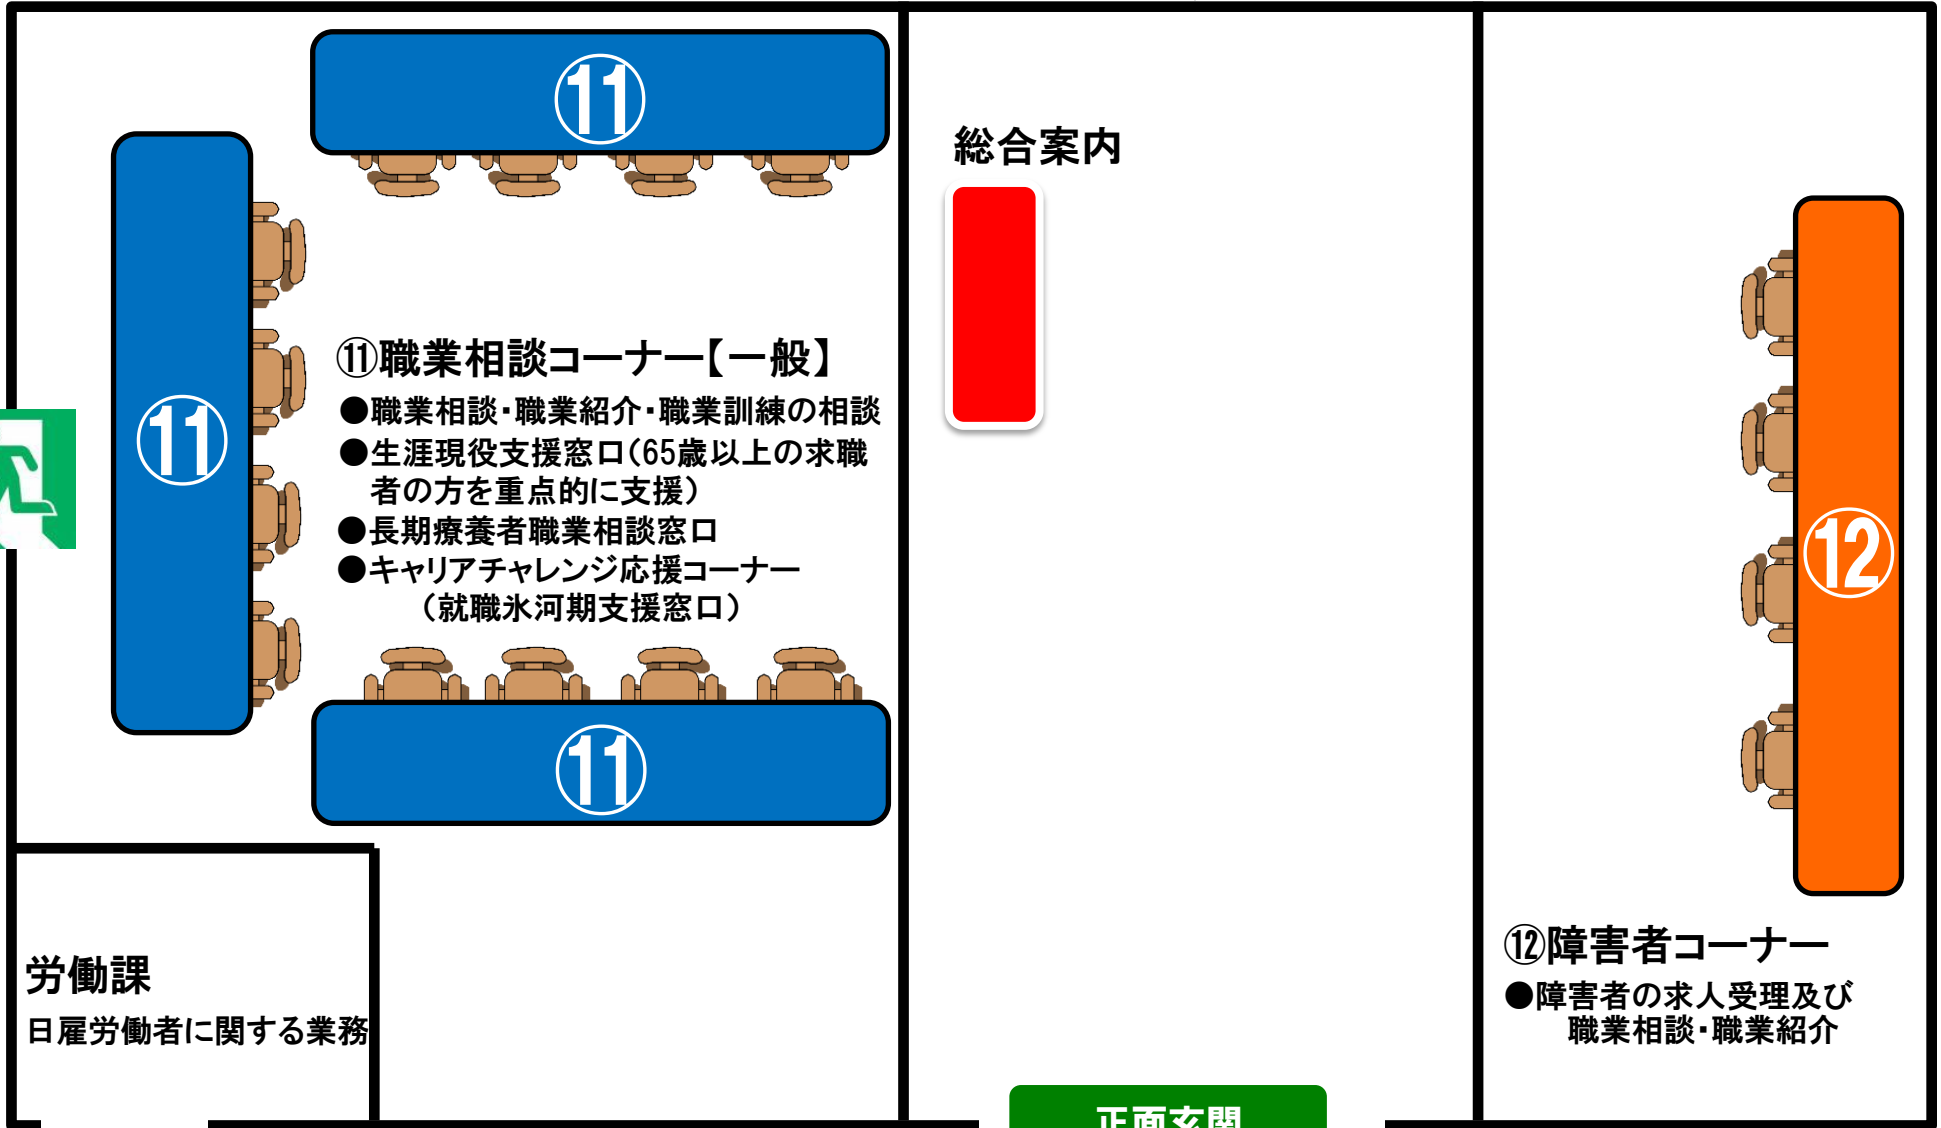 ⑪
⑪
⑪職業相談コーナー【一般】
●職業相談・職業紹介・職業訓練の相談
●生涯現役支援窓口（65歳以上の求職
者の方を重点的に支援）
●長期療養者職業相談窓口
●キャリアチャレンジ応援コーナー
（就職氷河期支援窓口）
⑪
労働課
日雇労働者に関する業務
総合案内
正面玄関
⑫
⑫障害者コーナー
●障害者の求人受理及び
職業相談・職業紹介